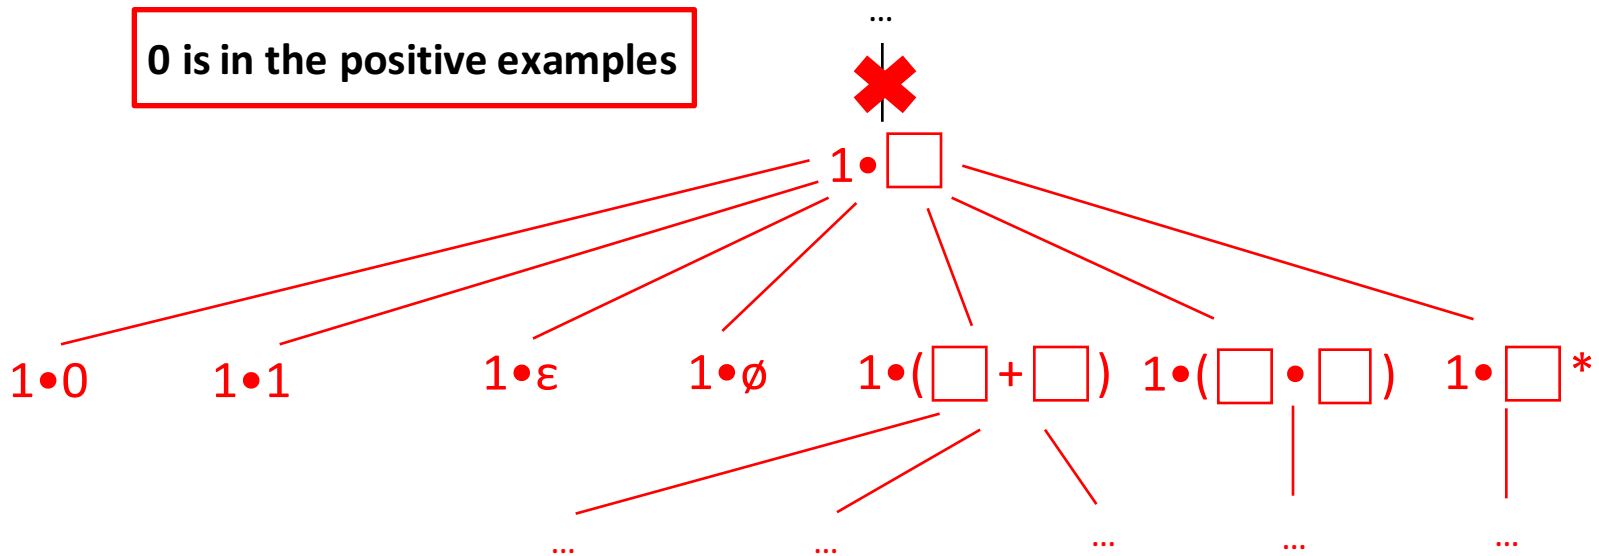 ...
0 is in the positive examples
1•□
1•0 1•1 1•ε 1•ø 1•(□+□) 1•(□•□) 1•□*
... ... ... ... ...